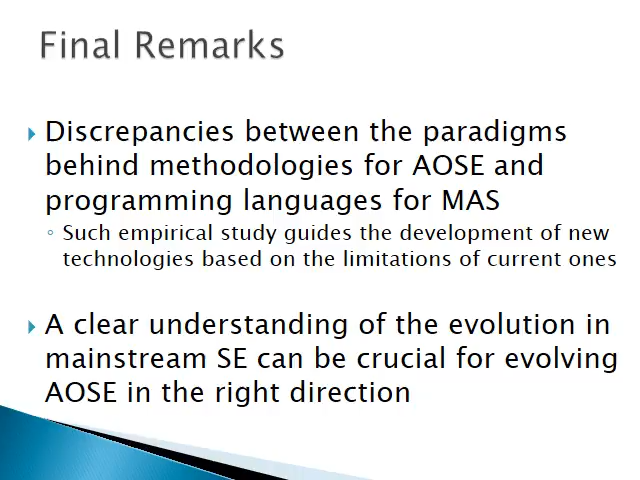 Final Remarks
Discrepancies between the paradigms
behind methodologies for AOSE and
programming languages for MAS
◦ Such empirical study guides the development of new
technologies based on the limitations of current ones
A clear understanding of the evolution in
mainstream SE can be crucial for evolving
AOSE in the right direction